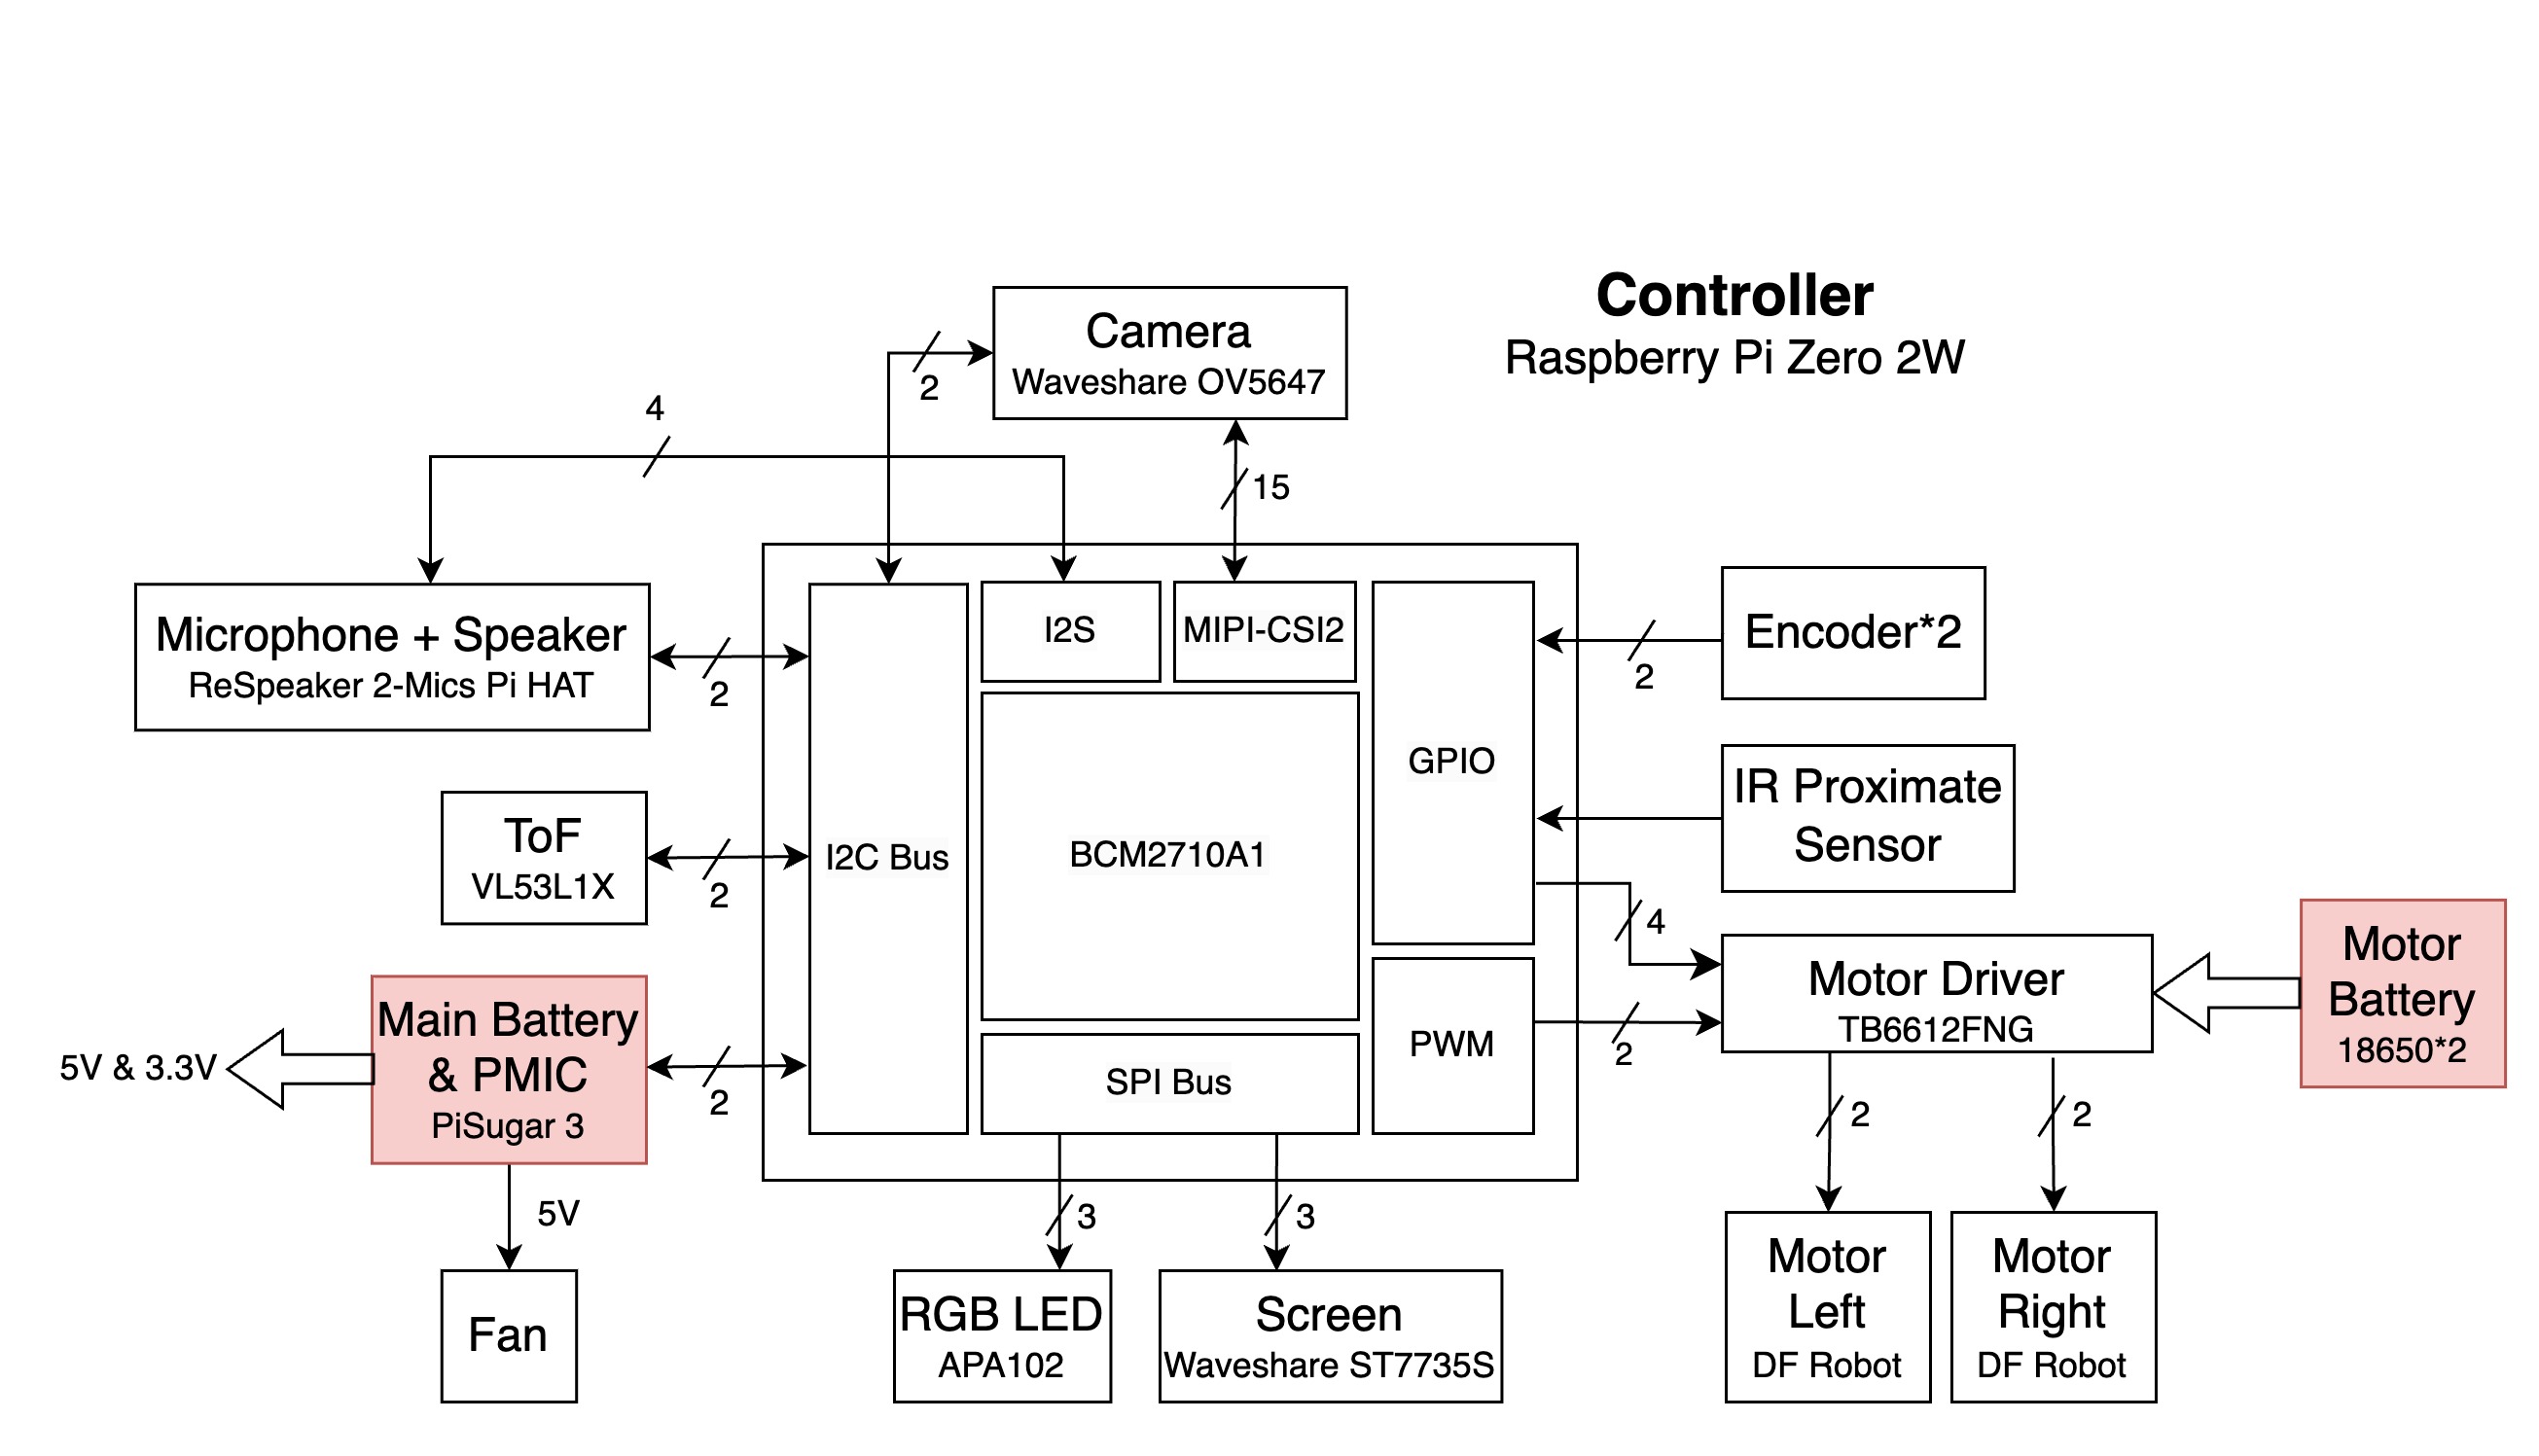 Controller
Raspberry Pi Zero 2W
Camera
Waveshare OV5647
2
4
15
Microphone + Speaker
ReSpeaker 2-Mics Pi HAT
2
I2S
MIPI-CSI2
Encoder*2
2
GPIO
IR Proximate
Sensor
ToF
VL53L1X
2
I2C Bus
BCM2710A1
4
Motor Driver
TB6612FNG
Motor
Battery
18650*2
5V & 3.3V
Main Battery
& PMIC
PiSugar 3
2
SPI Bus
PWM
2
2
2
5V
3
3
Fan
RGB LED
APA102
Screen
Waveshare ST7735S
Motor
Left
DF Robot
Motor
Right
DF Robot